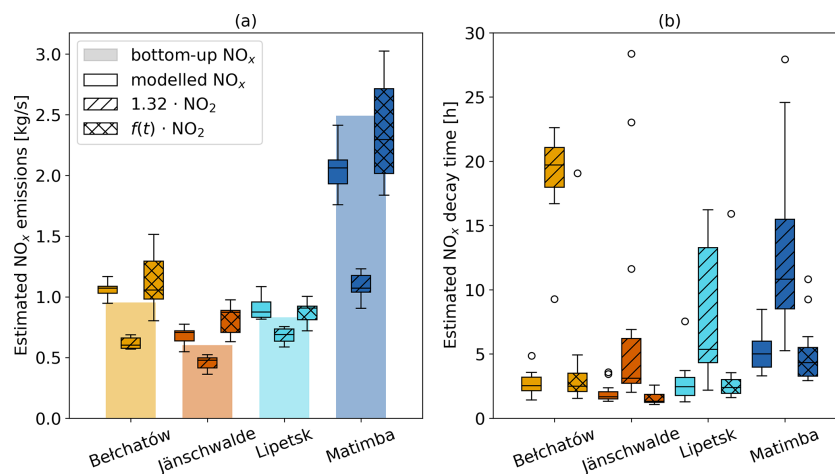 (a)
Estimated NOₓ emissions [kg/s]
3.0
2.5
2.0
1.5
1.0
0.5
0.0
bottom-up NOₓ
modelled NOₓ
1.32 · NO₂
f(t) · NO₂
Bełchatów
Jänschwalde
Lipetsk
Matimba
(b)
Estimated NOₓ decay time [h]
30
25
20
15
10
5
0
Bełchatów
Jänschwalde
Lipetsk
Matimba